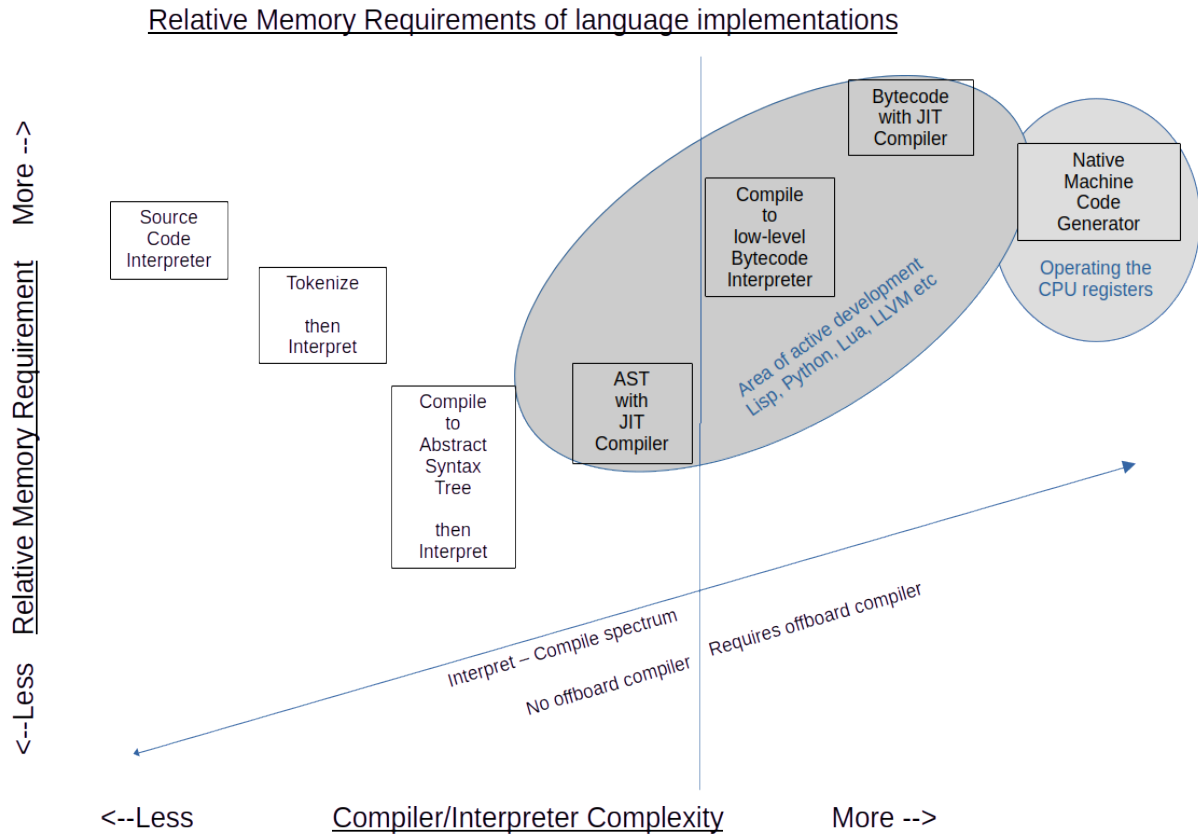 Relative Memory Requirements of language implementations
<--Less   Relative Memory Requirement   More -->
Source
Code
Interpreter
Tokenize
then
Interpret
Compile
to
Abstract
Syntax
Tree
then
Interpret
AST
with
JIT
Compiler
Compile
to
low-level
Bytecode
Interpreter
Bytecode
with JIT
Compiler
Native
Machine
Code
Generator
Operating the
CPU registers
Area of active development
Lisp, Python, Lua, LLVM etc
Interpret – Compile spectrum
No offboard compiler
Requires offboard compiler
<--Less   Compiler/Interpreter Complexity   More -->